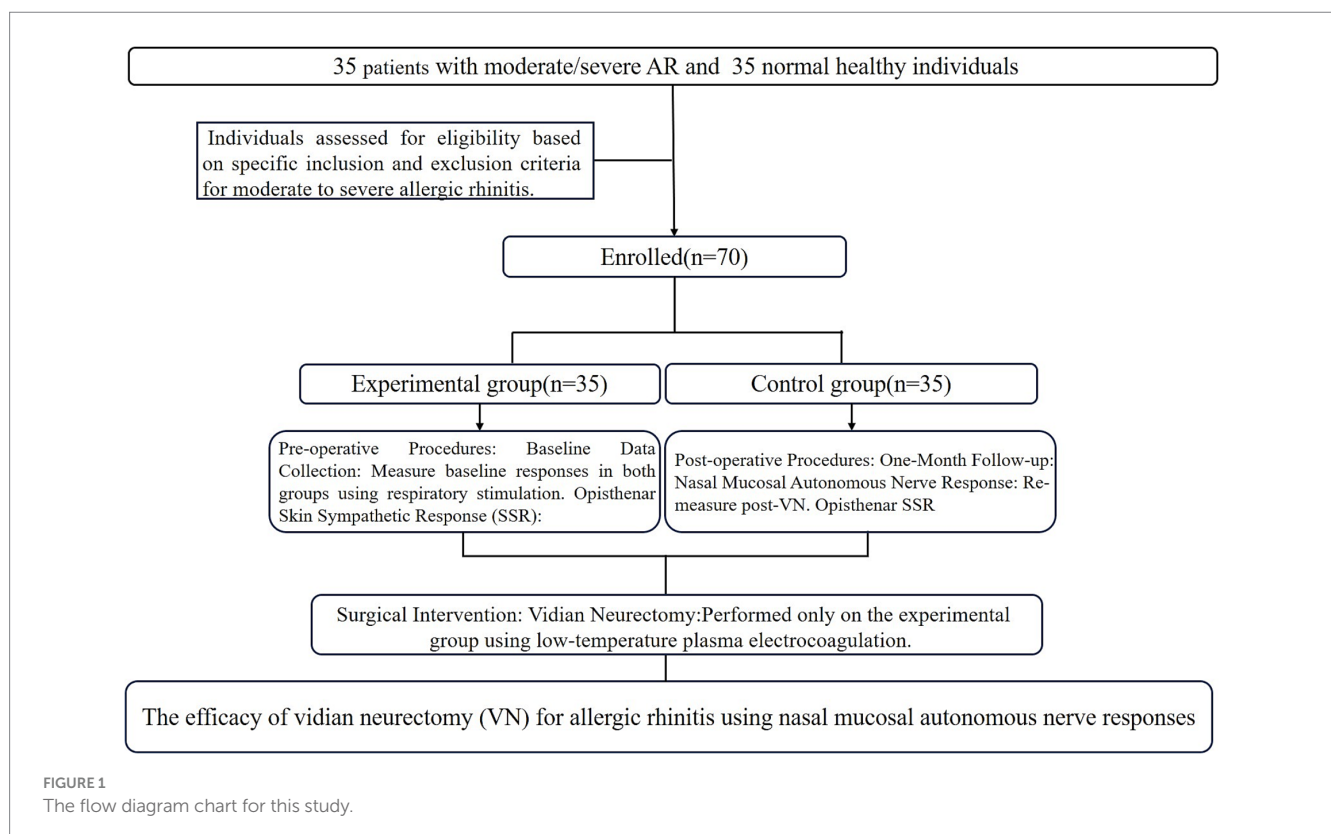 35 patients with moderate/severe AR and 35 normal healthy individuals
Individuals assessed for eligibility based
on specific inclusion and exclusion criteria
for moderate to severe allergic rhinitis.
Enrolled(n=70)
Experimental group(n=35)
Control group(n=35)
Pre-operative Procedures: Baseline Data
Collection: Measure baseline responses in both
groups using respiratory stimulation. Opisthenar
Skin Sympathetic Response (SSR):
Post-operative Procedures: One-Month Follow-up:
Nasal Mucosal Autonomous Nerve Response: Re-
measure post-VN. Opisthenar SSR
Surgical Intervention: Vidian Neurectomy:Performed only on the experimental
group using low-temperature plasma electrocoagulation.
The efficacy of vidian neurectomy (VN) for allergic rhinitis using nasal mucosal autonomous nerve responses
FIGURE 1
The flow diagram chart for this study.